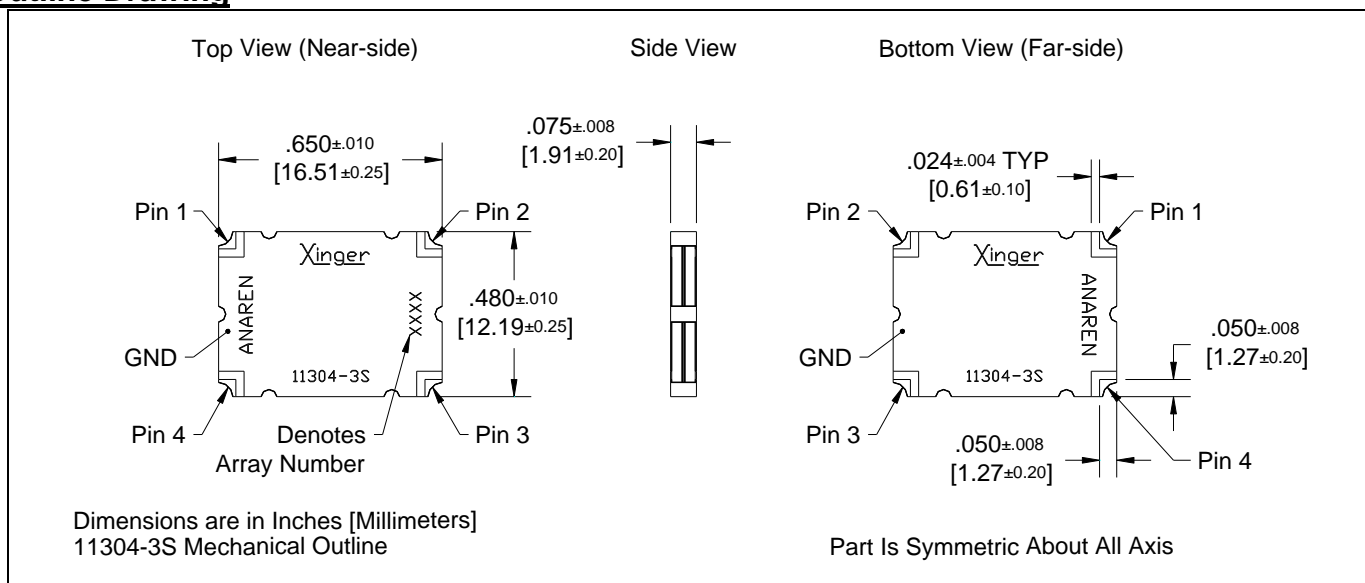 Outline Drawing
Top View (Near-side)
Side View
Bottom View (Far-side)
.650±.010
[16.51±0.25]
.075±.008
[1.91±0.20]
.024±.004 TYP
[0.61±0.10]
Pin 1
Pin 2
Pin 2
Pin 1
Xinger
Xinger
ANAREN
XXXX
.480±.010
[12.19±0.25]
ANAREN
.050±.008
[1.27±0.20]
GND
GND
11304-3S
11304-3S
Pin 4
Denotes
Array Number
Pin 3
Pin 3
.050±.008
[1.27±0.20]
Pin 4
Dimensions are in Inches [Millimeters]
11304-3S Mechanical Outline
Part Is Symmetric About All Axis